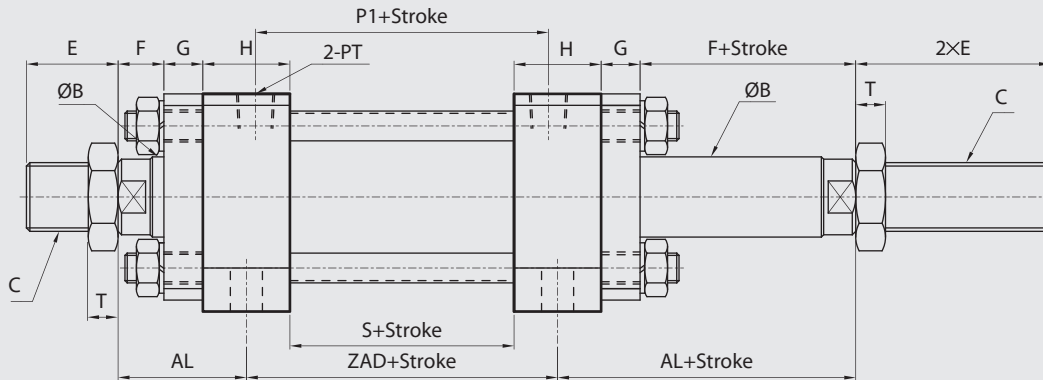 P1+Stroke
E F G H 2-PT H G F+Stroke 2×E
ØB T ØB T C
C T
S+Stroke
AL ZAD+Stroke AL+Stroke